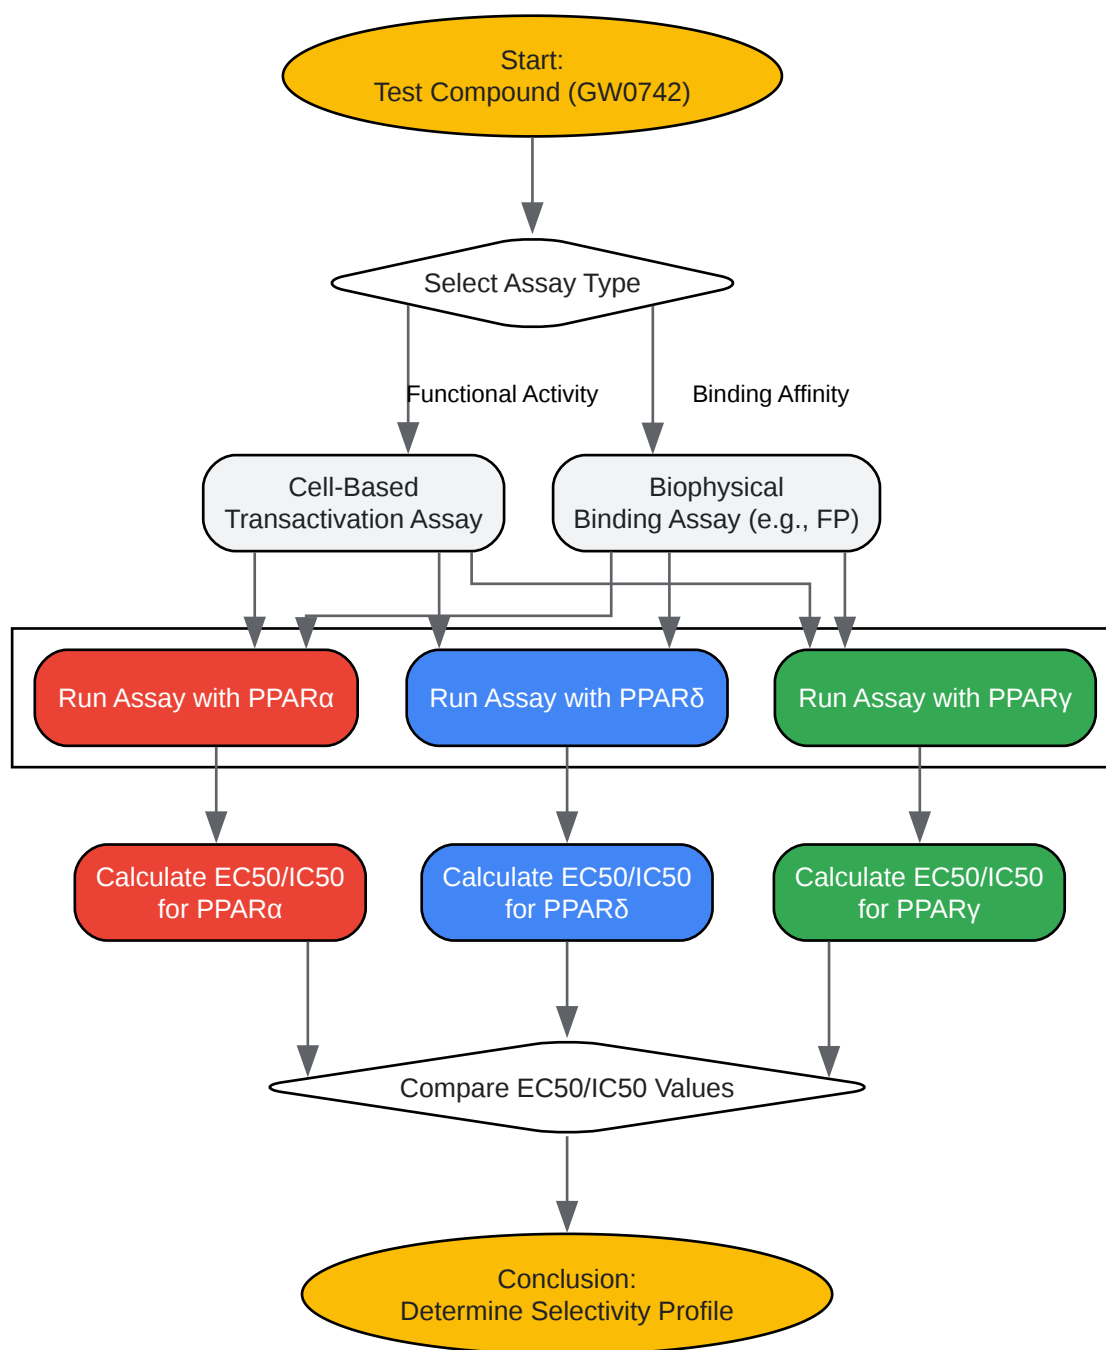 Start:
Test Compound (GW0742)
Select Assay Type
Functional Activity
Binding Affinity
Cell-Based
Transactivation Assay
Biophysical
Binding Assay (e.g., FP)
Run Assay with PPARα
Run Assay with PPARδ
Run Assay with PPARγ
Calculate EC50/IC50
for PPARα
Calculate EC50/IC50
for PPARδ
Calculate EC50/IC50
for PPARγ
Compare EC50/IC50 Values
Conclusion:
Determine Selectivity Profile